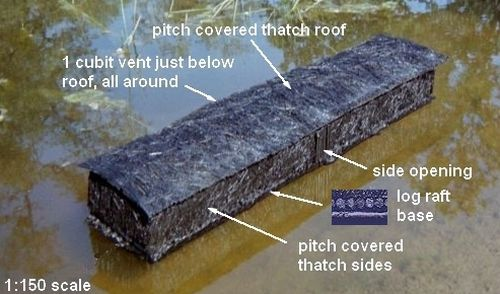 pitch covered thatch roof
1 cubit vent just below
roof, all around
side opening
log raft
base
pitch covered
thatch sides
1:150 scale